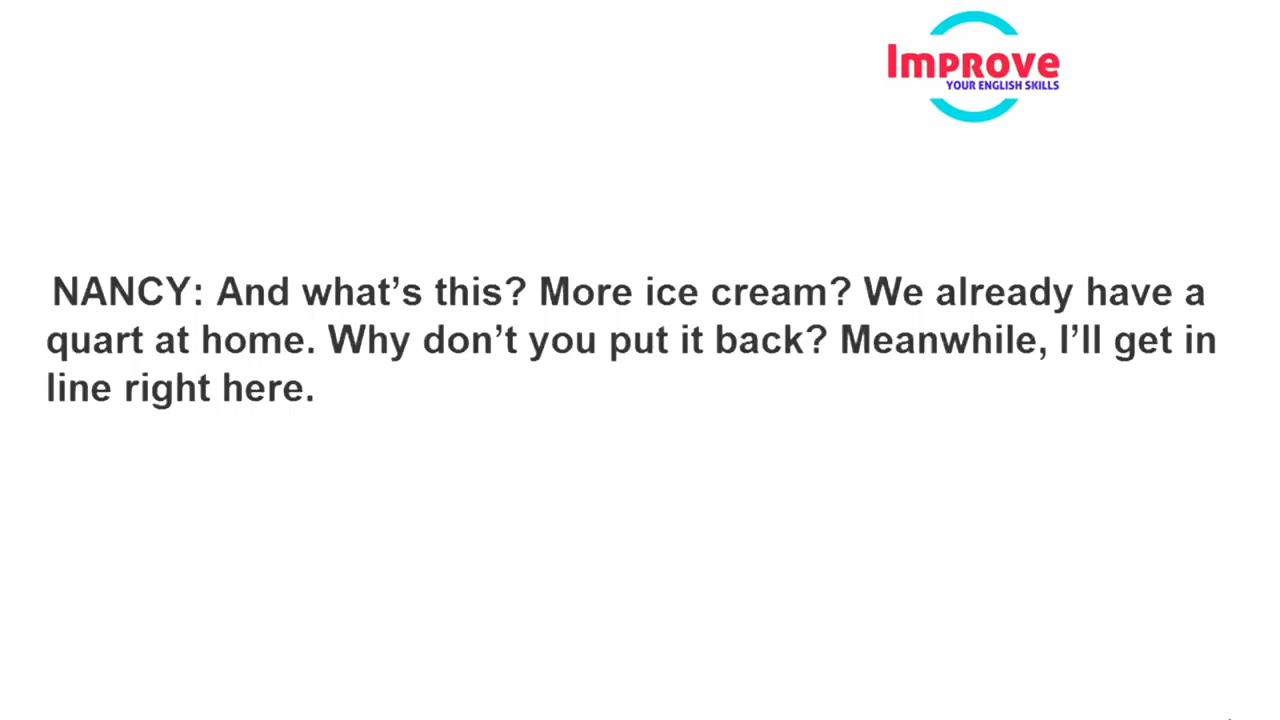 Improve
YOUR ENGLISH SKILLS
NANCY: And what’s this? More ice cream? We already have a
quart at home. Why don’t you put it back? Meanwhile, I’ll get in
line right here.